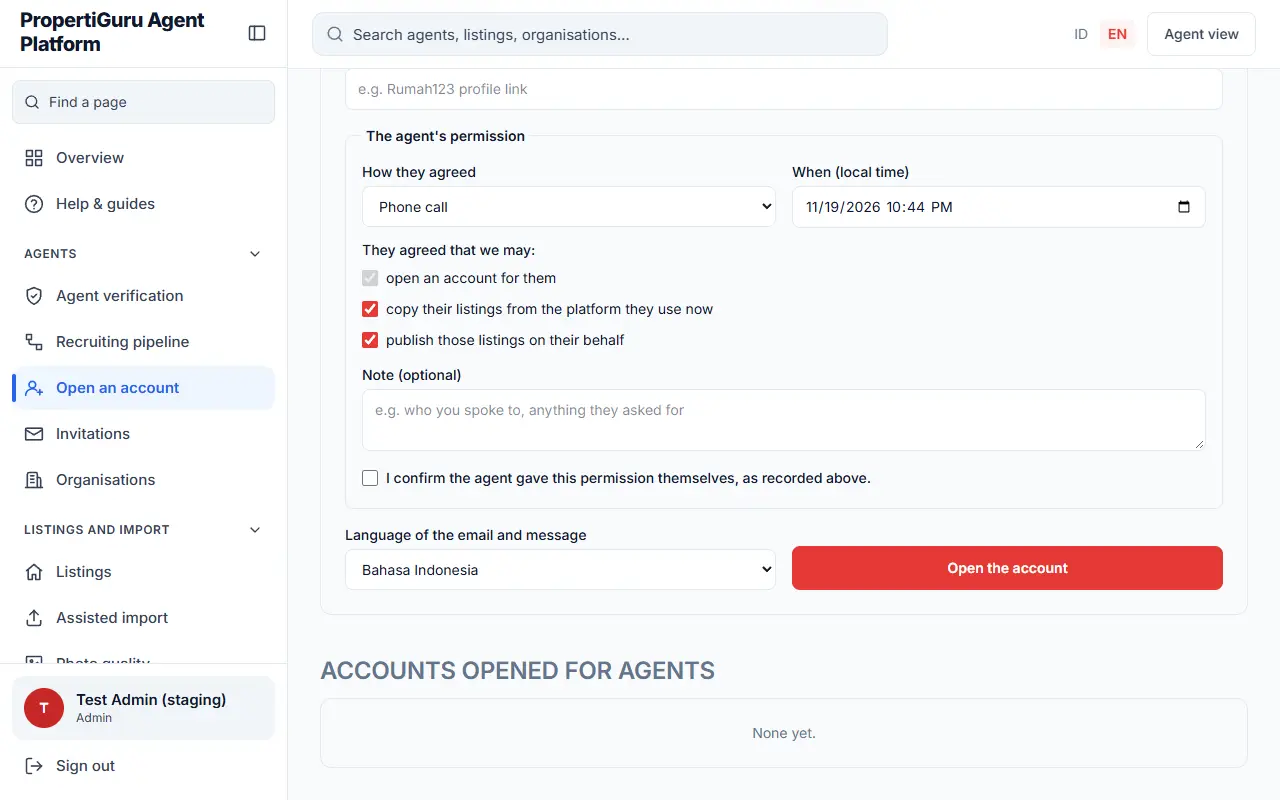 PropertiGuru Agent
Platform
Search agents, listings, organisations...
ID
EN
Agent view
Find a page
Overview
Help & guides
AGENTS
Agent verification
Recruiting pipeline
Open an account
Invitations
Organisations
LISTINGS AND IMPORT
Listings
Assisted import
Photo quality
T
Test Admin (staging)
Admin
Sign out
e.g. Rumah123 profile link
The agent's permission
How they agreed
When (local time)
Phone call
11/19/2026 10:44 PM
They agreed that we may:
open an account for them
copy their listings from the platform they use now
publish those listings on their behalf
Note (optional)
e.g. who you spoke to, anything they asked for
I confirm the agent gave this permission themselves, as recorded above.
Language of the email and message
Bahasa Indonesia
Open the account
ACCOUNTS OPENED FOR AGENTS
None yet.